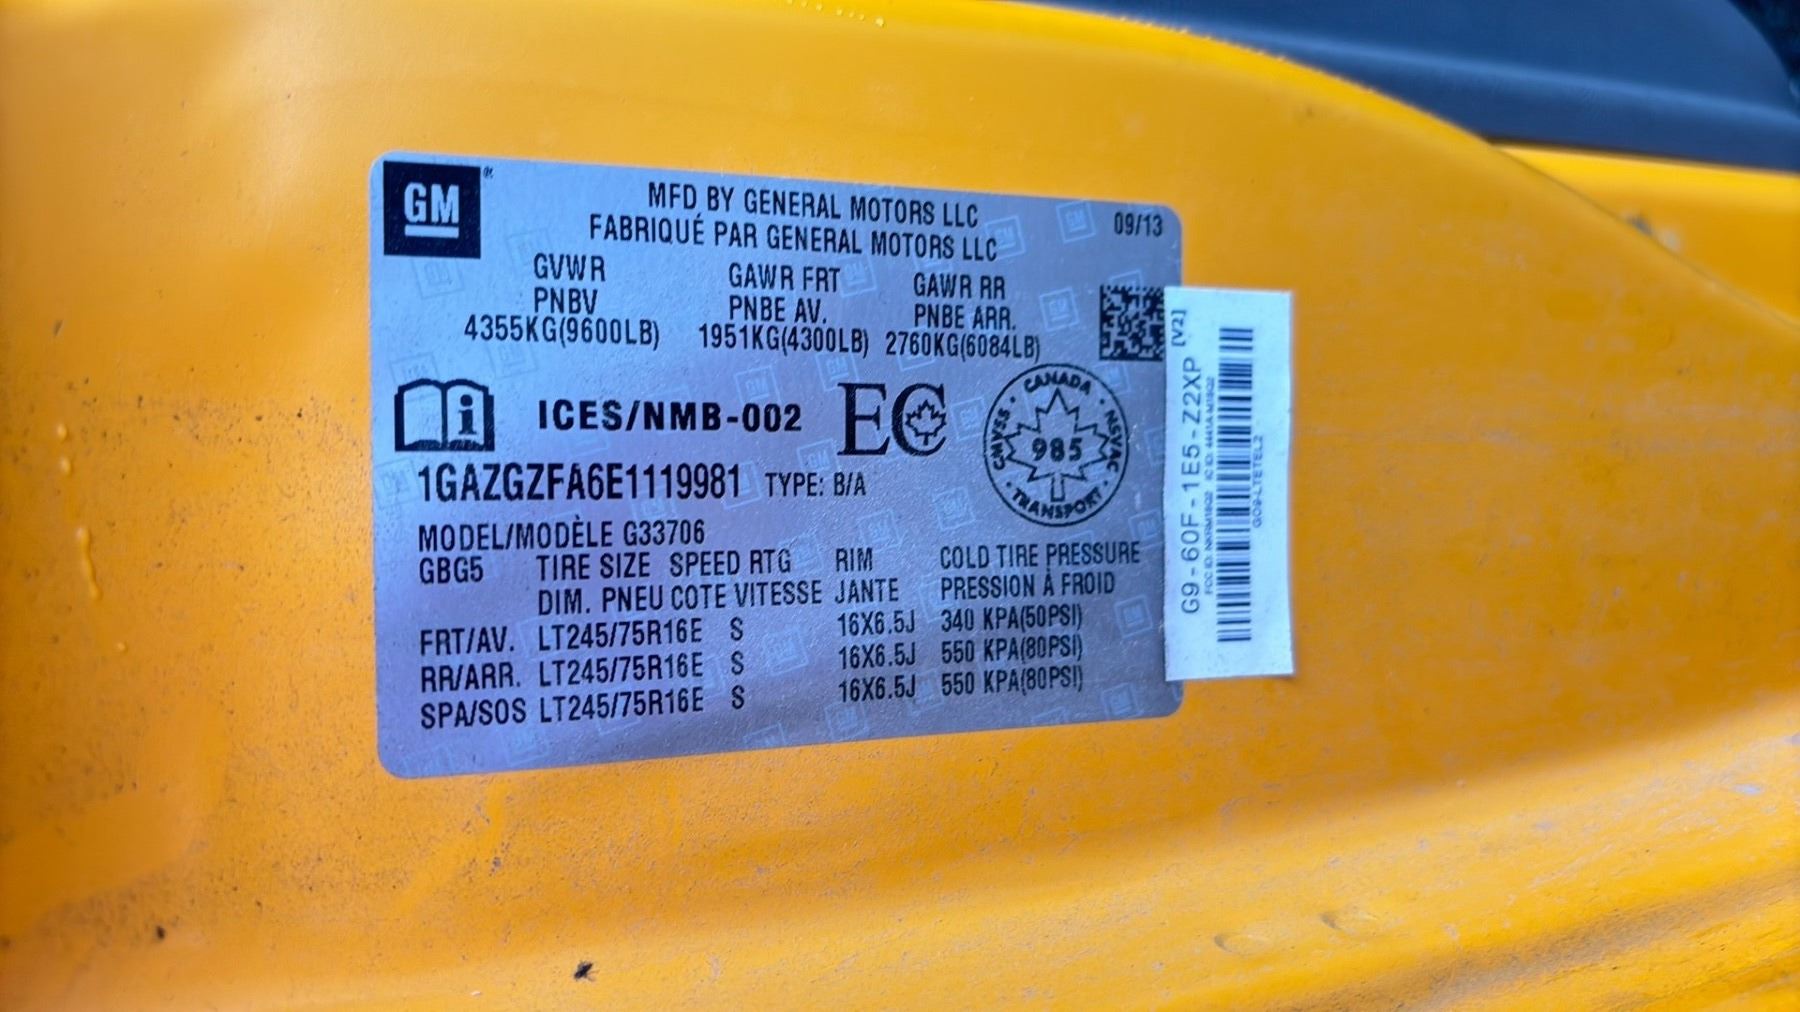 GM
MFD BY GENERAL MOTORS LLC
FABRIQUÉ PAR GENERAL MOTORS LLC
09/13
GVWR GAWR FRT GAWR RR
PNBV PNBE AV. PNBE ARR.
4355KG(9600LB) 1951KG(4300LB) 2760KG(6084LB)
ICES/NMB-002 EC
CANADA
CMVSS NSVAC
985
TRANSPORT
1GAZGZFA6E1119981 TYPE: B/A
MODEL/MODÈLE G33706
GBG5 TIRE SIZE SPEED RTG RIM COLD TIRE PRESSURE
DIM. PNEU COTE VITESSE JANTE PRESSION À FROID
FRT/AV. LT245/75R16E S 16X6.5J 340 KPA(50PSI)
RR/ARR. LT245/75R16E S 16X6.5J 550 KPA(80PSI)
SPA/SOS LT245/75R16E S 16X6.5J 550 KPA(80PSI)
G9-60F-1E5-Z2XP [V2]
FCC ID: